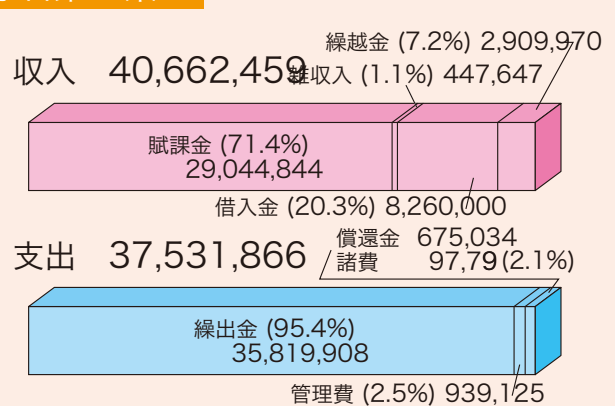 繰越金 (7.2%) 2,909,970
収入 40,662,459
雑収入 (1.1%) 447,647
賦課金 (71.4%)
29,044,844
借入金 (20.3%) 8,260,000
支出 37,531,866
償還金 675,034
諸費 97,79 (2.1%)
繰出金 (95.4%)
35,819,908
管理費 (2.5%) 939,125